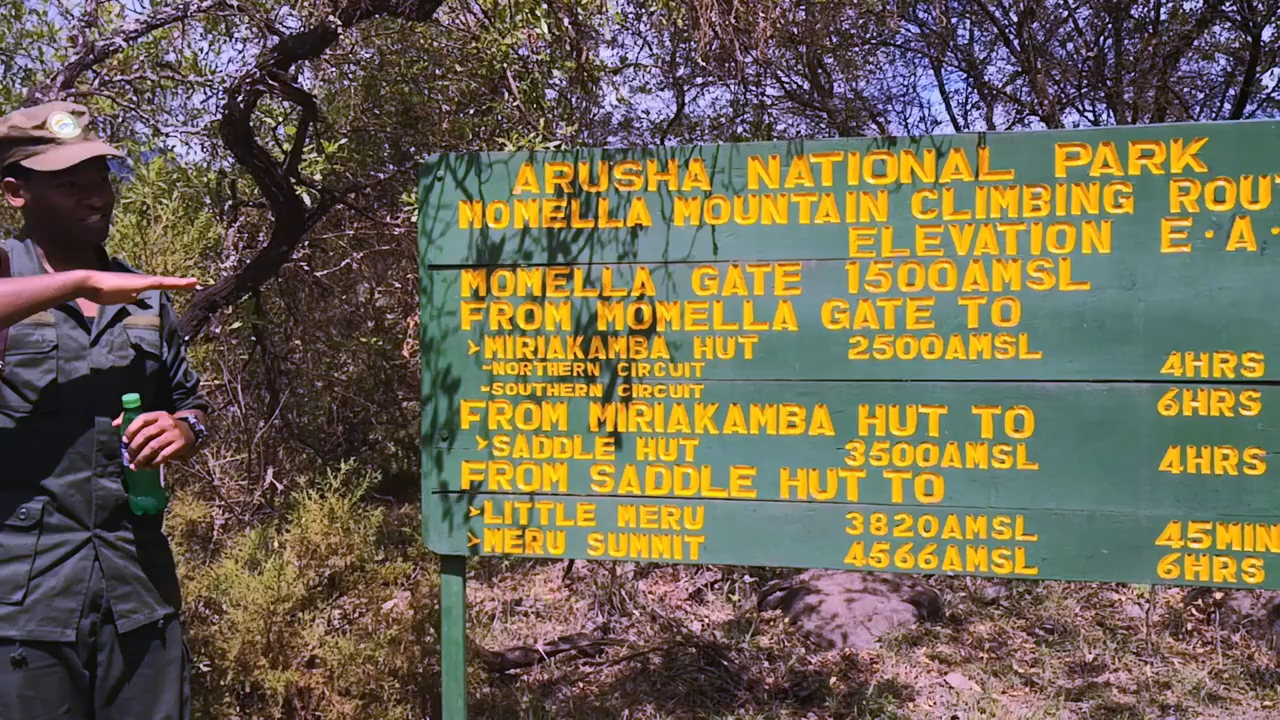 ARUSHA NATIONAL PARK
MOMELLA MOUNTAIN CLIMBING
ELEVATION E.A.
MOMELLA GATE 1500AMSL
FROM MOMELLA GATE TO
>MIRIAKAMBA HUT 2500AMSL
-NORTHERN CIRCUIT 4HRS
-SOUTHERN CIRCUIT 6HRS
FROM MIRIAKAMBA HUT TO
>SADDLE HUT 3500AMSL 4HRS
FROM SADDLE HUT TO
>LITTLE MERU 3820AMSL 45MIN
>MERU SUMMIT 4566AMSL 6HRS